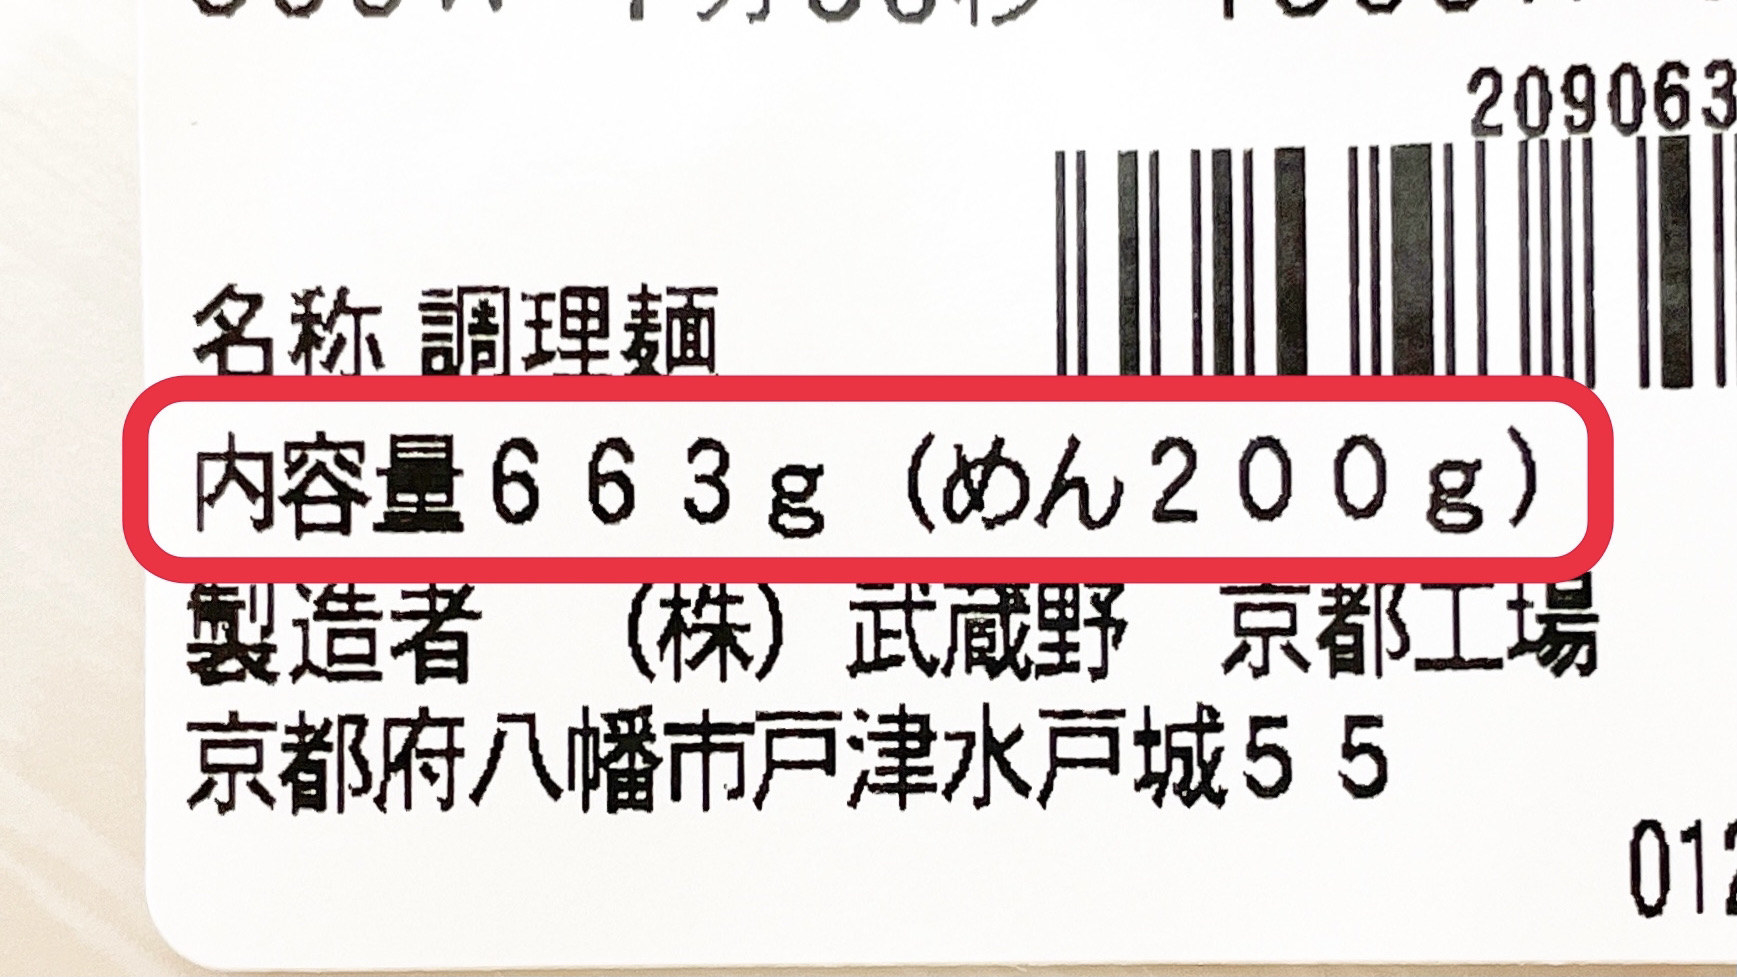 209063
名称 調理麺
内容量663g (めん200g)
製造者 (株) 武蔵野 京都工場
京都府八幡市戸津水戸城55
012